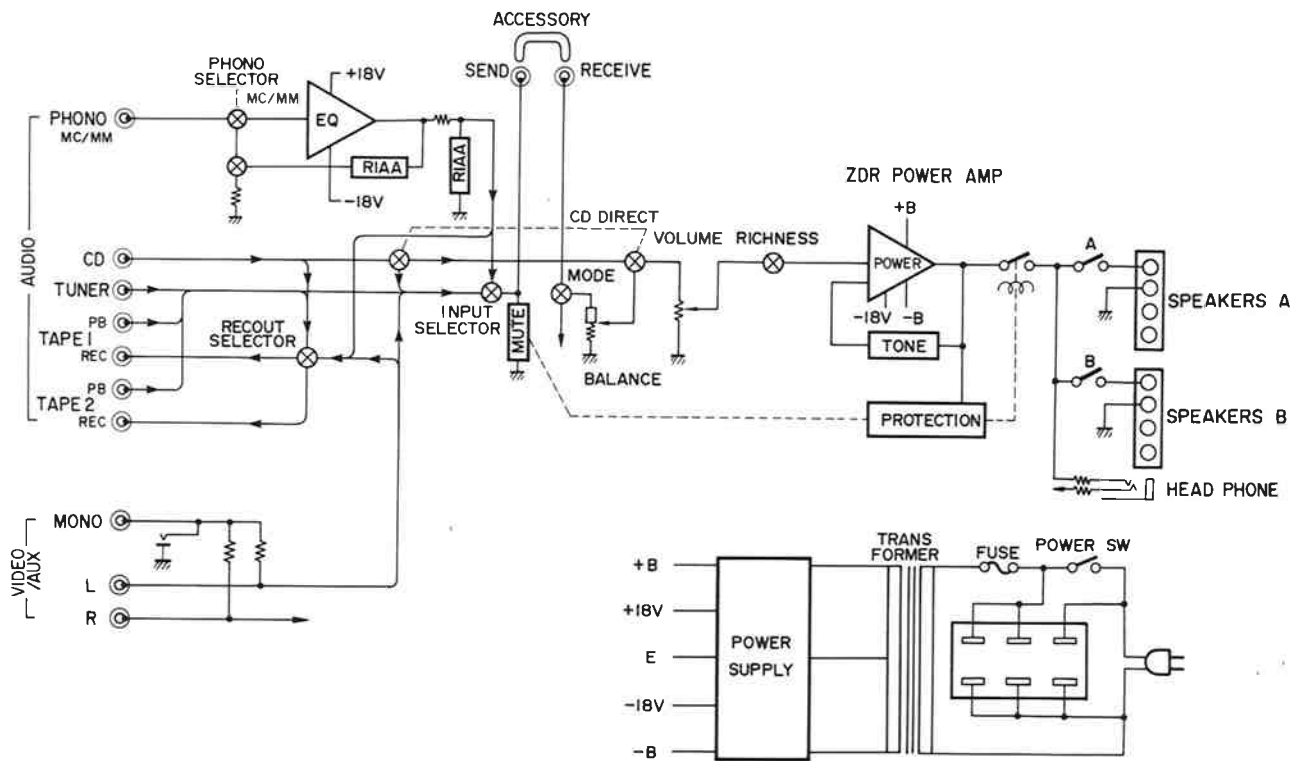 ACCESSORY
SEND
RECEIVE
PHONO
SELECTOR
MC/MM
+18V
EQ
-18V
RIAA
RIAA
PHONO
MC/MM
AUDIO
CD
TUNER
PB
TAPE 1
REC
PB
TAPE 2
REC
RECOUT
SELECTOR
INPUT
SELECTOR
MUTE
CD DIRECT
MODE
BALANCE
VOLUME
RICHNESS
ZDR POWER AMP
+B
POWER
-18V
-B
TONE
PROTECTION
A
SPEAKERS A
B
SPEAKERS B
HEAD PHONE
VIDEO
/AUX
MONO
L
R
+B
+18V
E
-18V
-B
POWER
SUPPLY
TRANS
FORMER
FUSE
POWER SW